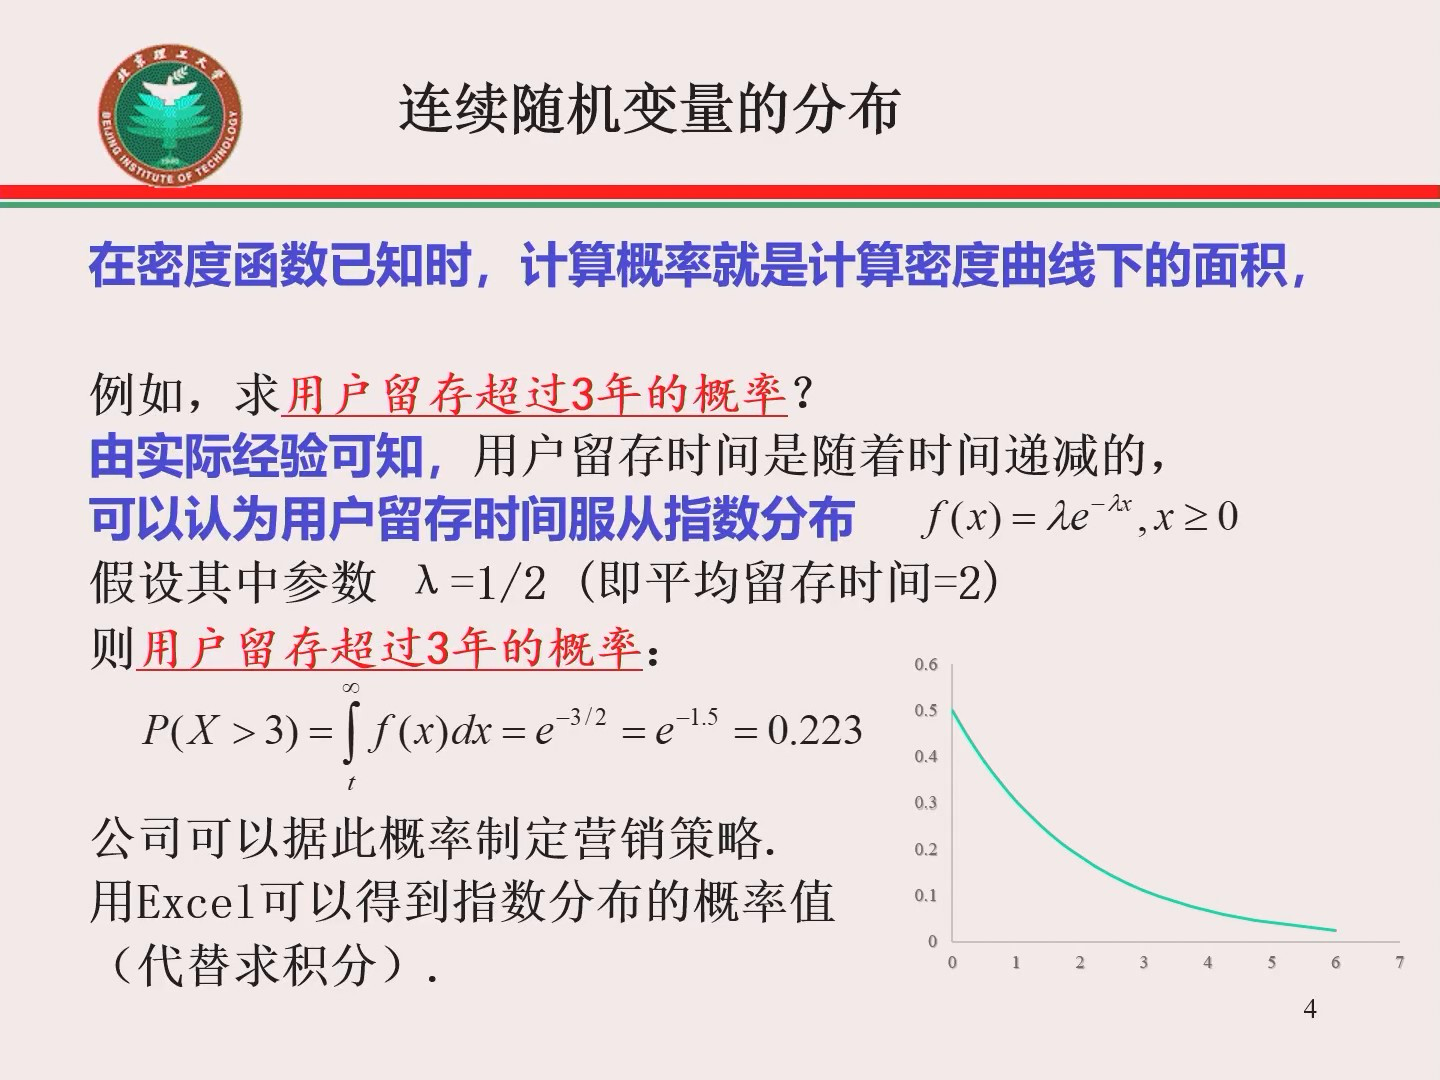 北京理工大学
BEIJING INSTITUTE OF TECHNOLOGY
1940
连续随机变量的分布
在密度函数已知时，计算概率就是计算密度曲线下的面积，
例如，求用户留存超过3年的概率？
由实际经验可知，用户留存时间是随着时间递减的，
可以认为用户留存时间服从指数分布 f(x) = λe^{-λx}, x ≥ 0
假设其中参数 λ=1/2 (即平均留存时间=2)
则用户留存超过3年的概率：
P(X > 3) = ∫_t^∞ f(x)dx = e^{-3/2} = e^{-1.5} = 0.223
公司可以据此概率制定营销策略.
用Excel可以得到指数分布的概率值
（代替求积分）.
0.6
0.5
0.4
0.3
0.2
0.1
0
0 1 2 3 4 5 6 7
4